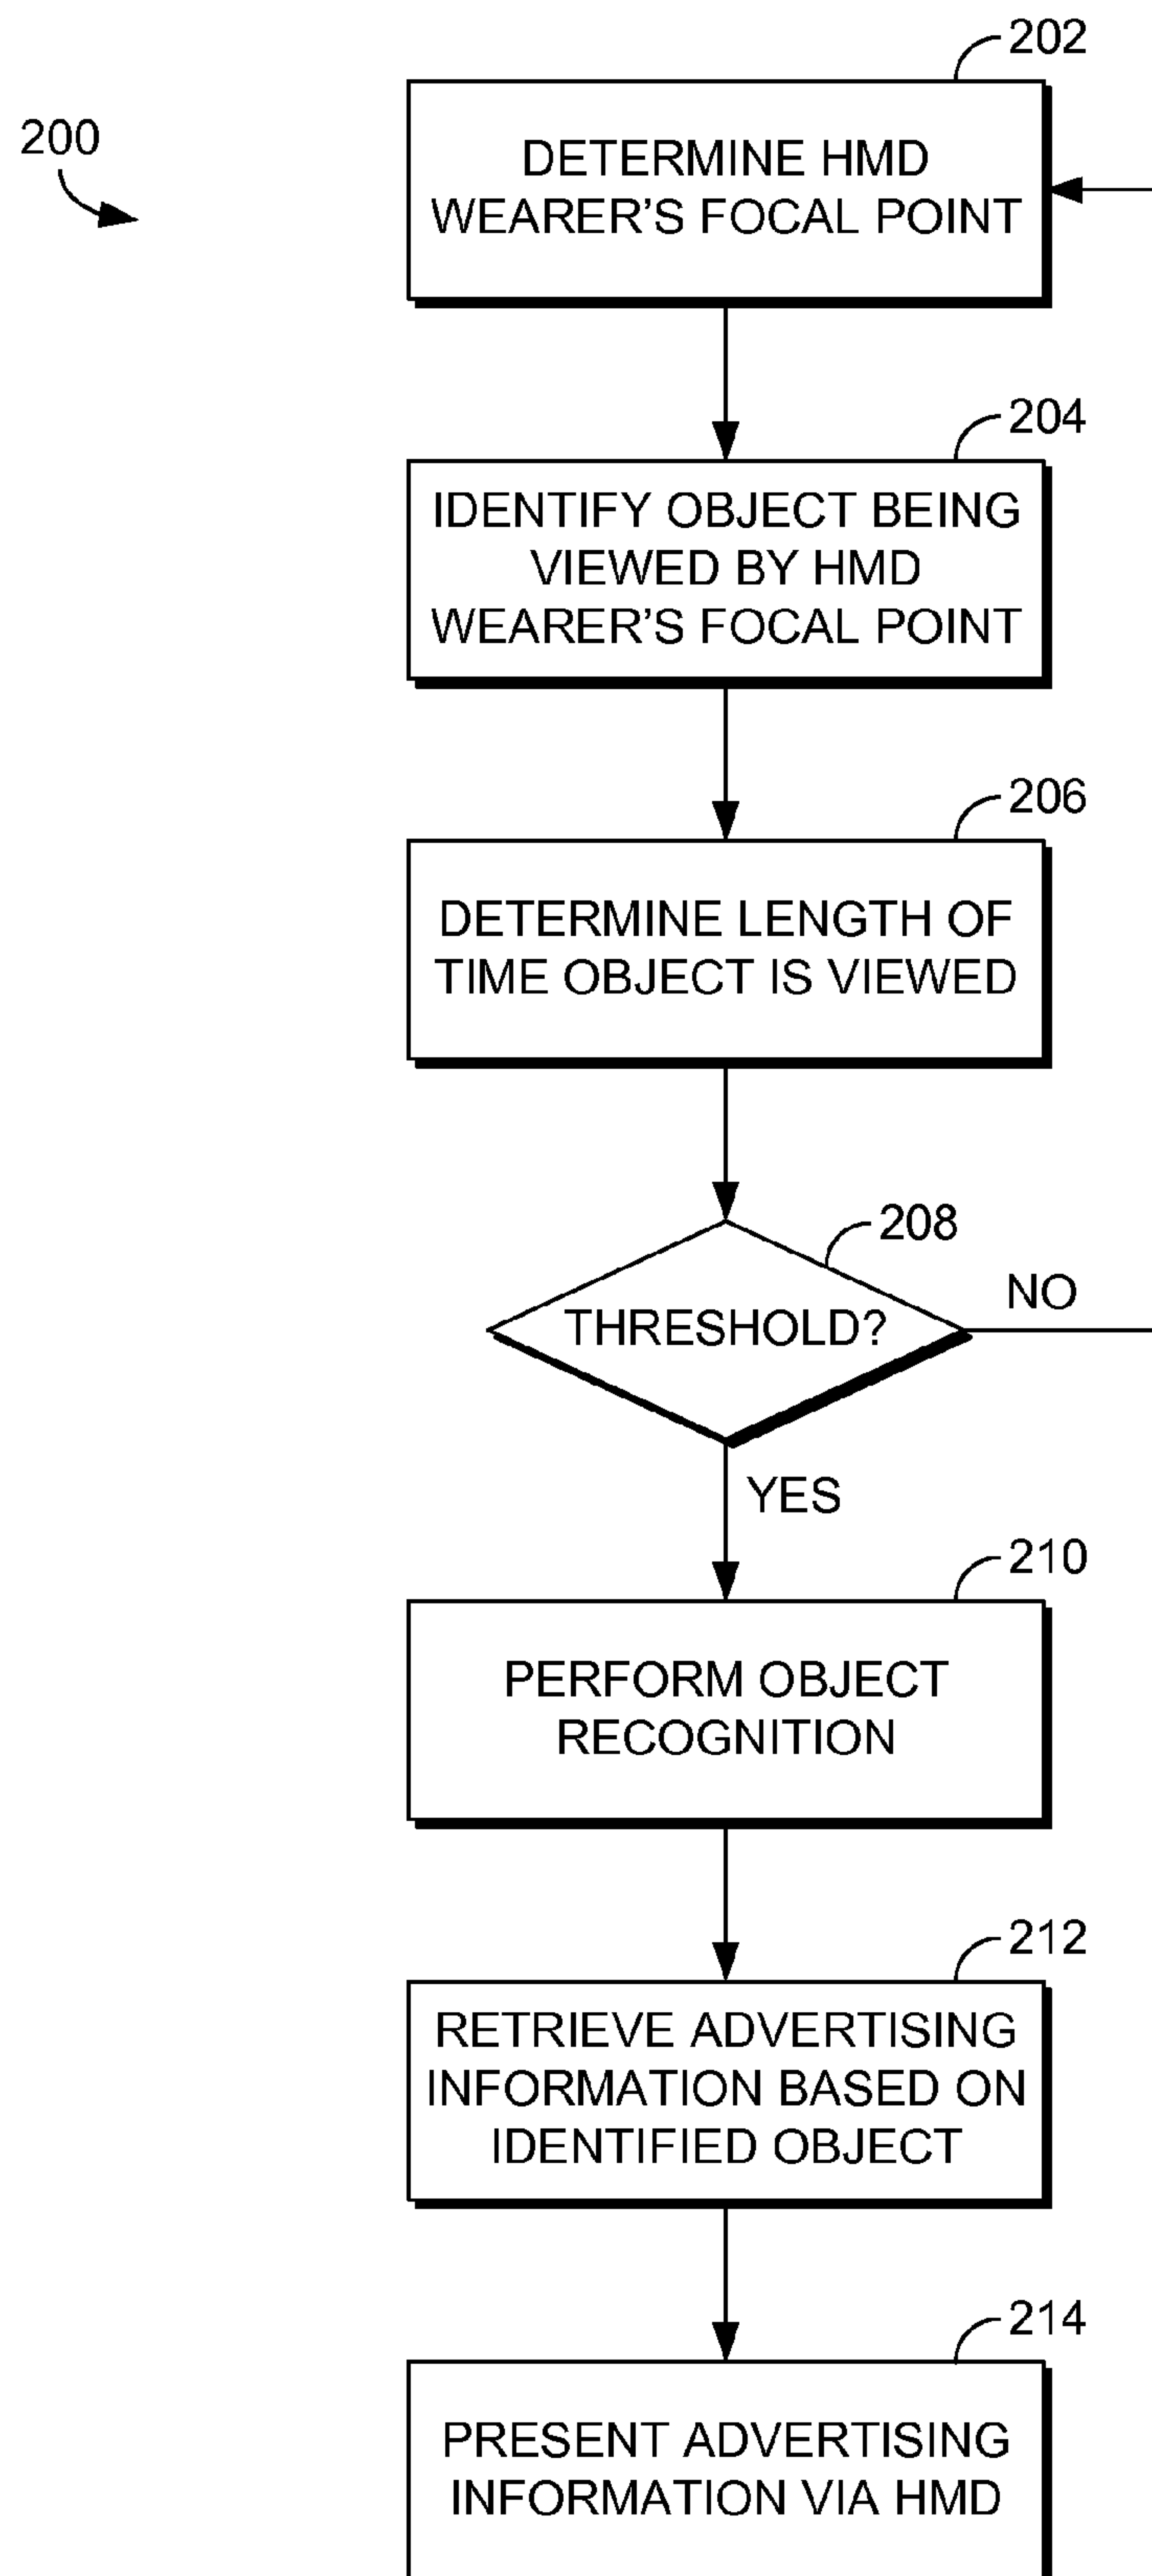 202
200
DETERMINE HMD
WEARER'S FOCAL POINT
204
IDENTIFY OBJECT BEING
VIEWED BY HMD
WEARER'S FOCAL POINT
206
DETERMINE LENGTH OF
TIME OBJECT IS VIEWED
208
THRESHOLD?
NO
YES
210
PERFORM OBJECT
RECOGNITION
212
RETRIEVE ADVERTISING
INFORMATION BASED ON
IDENTIFIED OBJECT
214
PRESENT ADVERTISING
INFORMATION VIA HMD